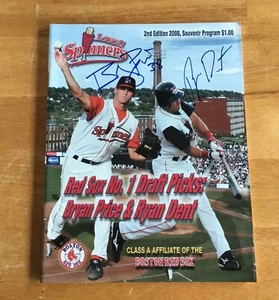 2nd Edition 2008, Souvenir Program $1.00
Lowell
Spinners
Red Sox No. 1 Draft Picks:
Bryan Price & Ryan Dent
CLASS A AFFILIATE OF THE
BOSTON RED SOX
BOSTON